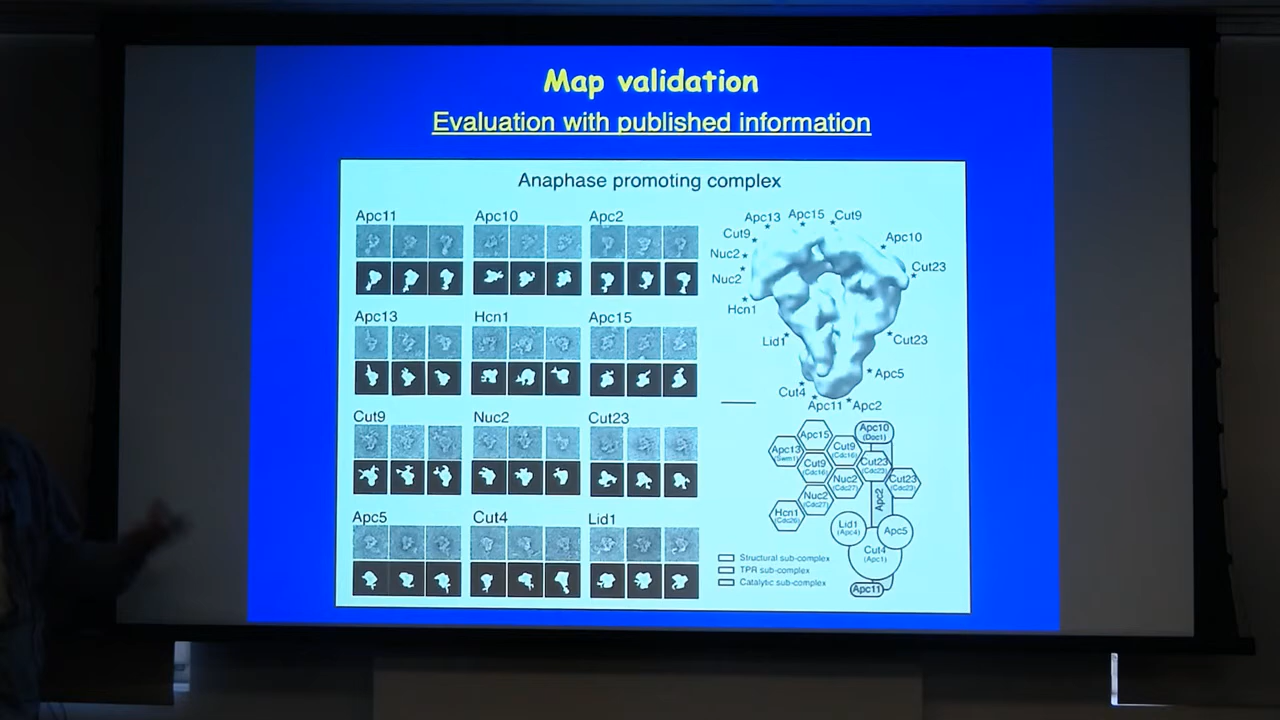 Map validation
Evaluation with published information
Anaphase promoting complex
Apc11
Apc10
Apc2
Apc13
Hcn1
Apc15
Cut9
Nuc2
Cut23
Apc5
Cut4
Lid1
Apc13
Apc15
Cut9
Cut9
Apc10
Nuc2
Cut23
Nuc2
Hcn1
Lid1
Cut23
Apc5
Cut4
Apc11
Apc2
Apc15
Apc10
(Doc1)
Apc13
(Swm1)
Cut9
(Cdc16)
Cut9
(Cdc16)
Cut23
(Cdc23)
Nuc2
(Cdc27)
Cut23
(Cdc23)
Nuc2
(Cdc27)
Apc2
Hcn1
(Cdc26)
Lid1
(Apc4)
Apc5
Cut4
(Apc1)
Apc11
Structural sub-complex
TPR sub-complex
Catalytic sub-complex